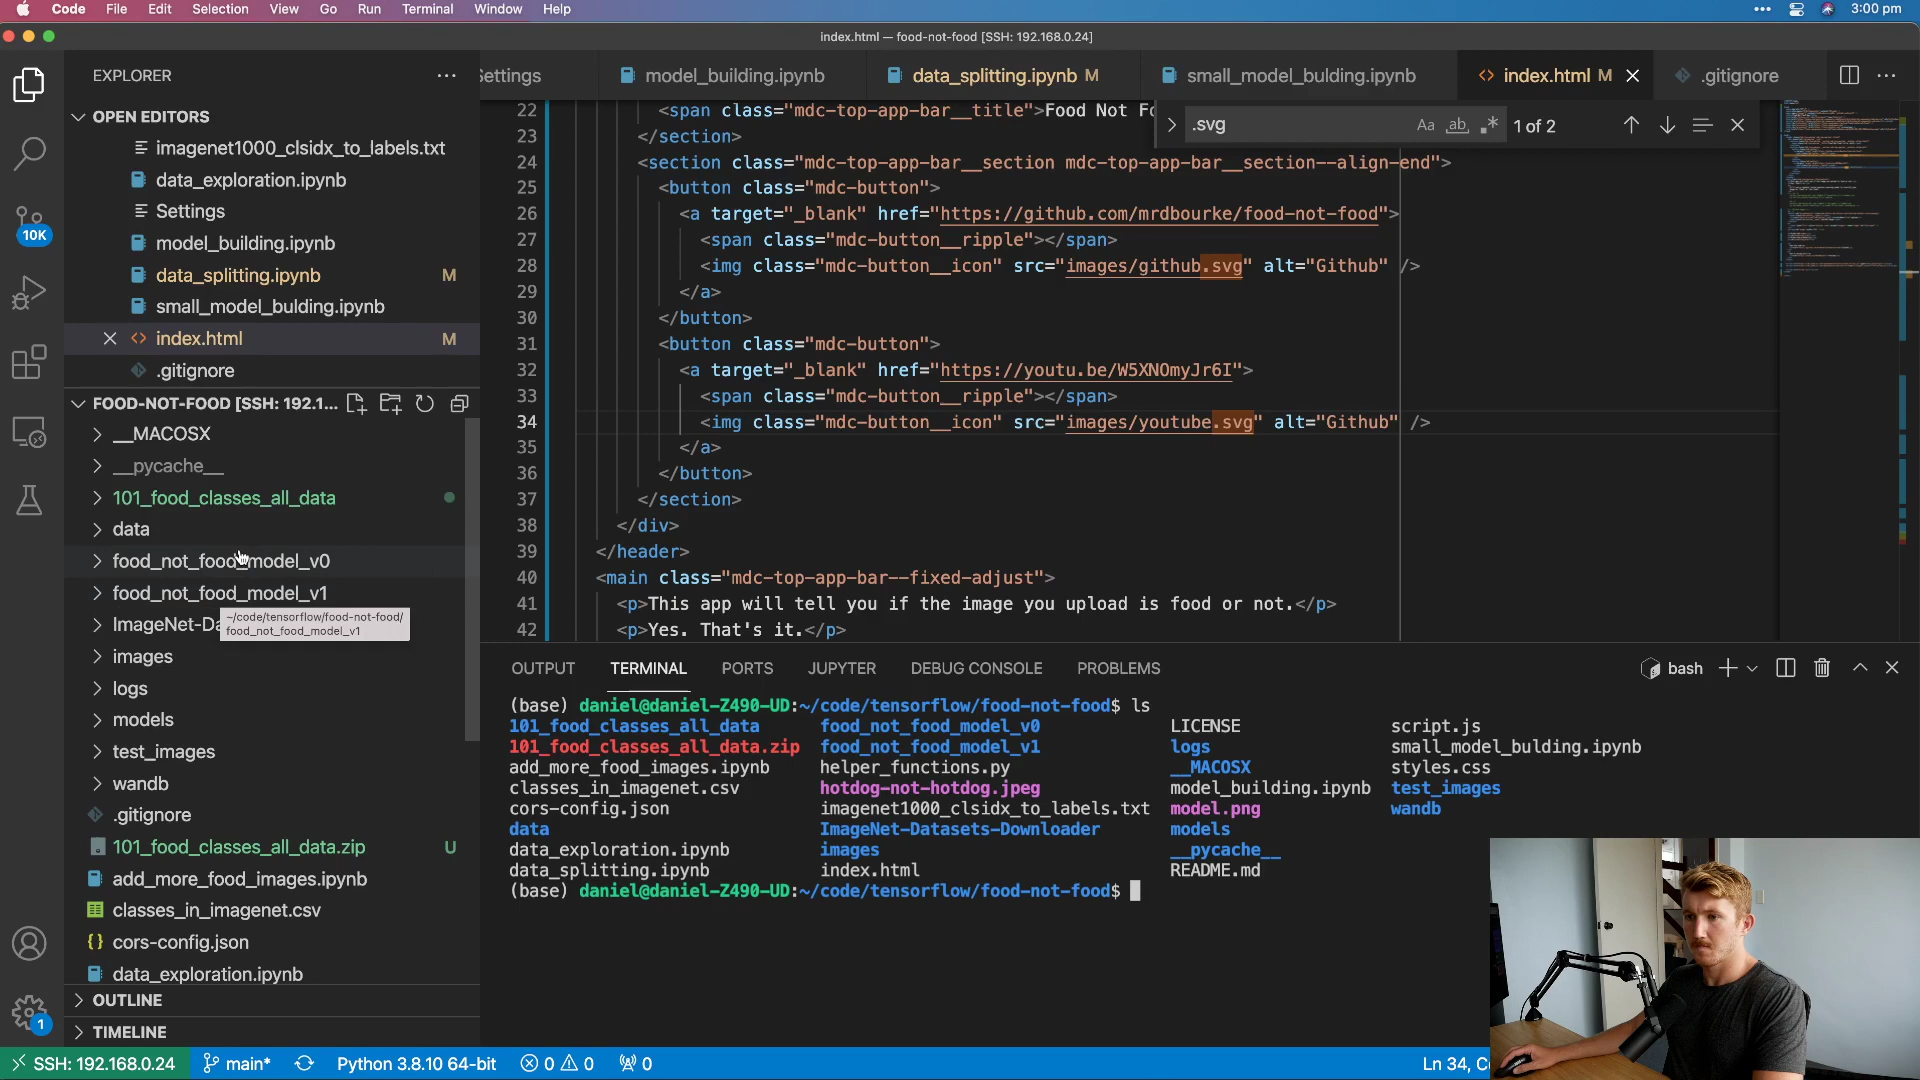 Code File Edit Selection View Go Run Terminal Window Help 3:00 pm
index.html — food-not-food [SSH: 192.168.0.24]
EXPLORER
OPEN EDITORS
imagenet1000_clsidx_to_labels.txt
data_exploration.ipynb
Settings
model_building.ipynb
data_splitting.ipynb M
small_model_bulding.ipynb
index.html M
.gitignore
FOOD-NOT-FOOD [SSH: 192.1...
__MACOSX
__pycache__
101_food_classes_all_data
data
food_not_food_model_v0
food_not_food_model_v1
ImageNet-Da
~/code/tensorflow/food-not-food/
food_not_food_model_v1
images
logs
models
test_images
wandb
.gitignore
101_food_classes_all_data.zip U
add_more_food_images.ipynb
classes_in_imagenet.csv
cors-config.json
data_exploration.ipynb
OUTLINE
TIMELINE
10K
1
Settings model_building.ipynb data_splitting.ipynb M small_model_bulding.ipynb index.html M .gitignore
.svg Aa ab 1 of 2
22 <span class="mdc-top-app-bar__title">Food Not Fo
23 </section>
24 <section class="mdc-top-app-bar__section mdc-top-app-bar__section--align-end">
25 <button class="mdc-button">
26 <a target="_blank" href="https://github.com/mrdbourke/food-not-food">
27 <span class="mdc-button__ripple"></span>
28 <img class="mdc-button__icon" src="images/github.svg" alt="Github" />
29 </a>
30 </button>
31 <button class="mdc-button">
32 <a target="_blank" href="https://youtu.be/W5XNOmyJr6I">
33 <span class="mdc-button__ripple"></span>
34 <img class="mdc-button__icon" src="images/youtube.svg" alt="Github" />
35 </a>
36 </button>
37 </section>
38 </div>
39 </header>
40 <main class="mdc-top-app-bar--fixed-adjust">
41 <p>This app will tell you if the image you upload is food or not.</p>
42 <p>Yes. That's it.</p>
OUTPUT TERMINAL PORTS JUPYTER DEBUG CONSOLE PROBLEMS bash
(base) daniel@daniel-Z490-UD:~/code/tensorflow/food-not-food$ ls
101_food_classes_all_data food_not_food_model_v0 LICENSE script.js
101_food_classes_all_data.zip food_not_food_model_v1 logs small_model_bulding.ipynb
add_more_food_images.ipynb helper_functions.py __MACOSX styles.css
classes_in_imagenet.csv hotdog-not-hotdog.jpeg model_building.ipynb test_images
cors-config.json imagenet1000_clsidx_to_labels.txt model.png wandb
data ImageNet-Datasets-Downloader models
data_exploration.ipynb images __pycache__
data_splitting.ipynb index.html README.md
(base) daniel@daniel-Z490-UD:~/code/tensorflow/food-not-food$
SSH: 192.168.0.24 main* Python 3.8.10 64-bit 0 0 0 Ln 34, C